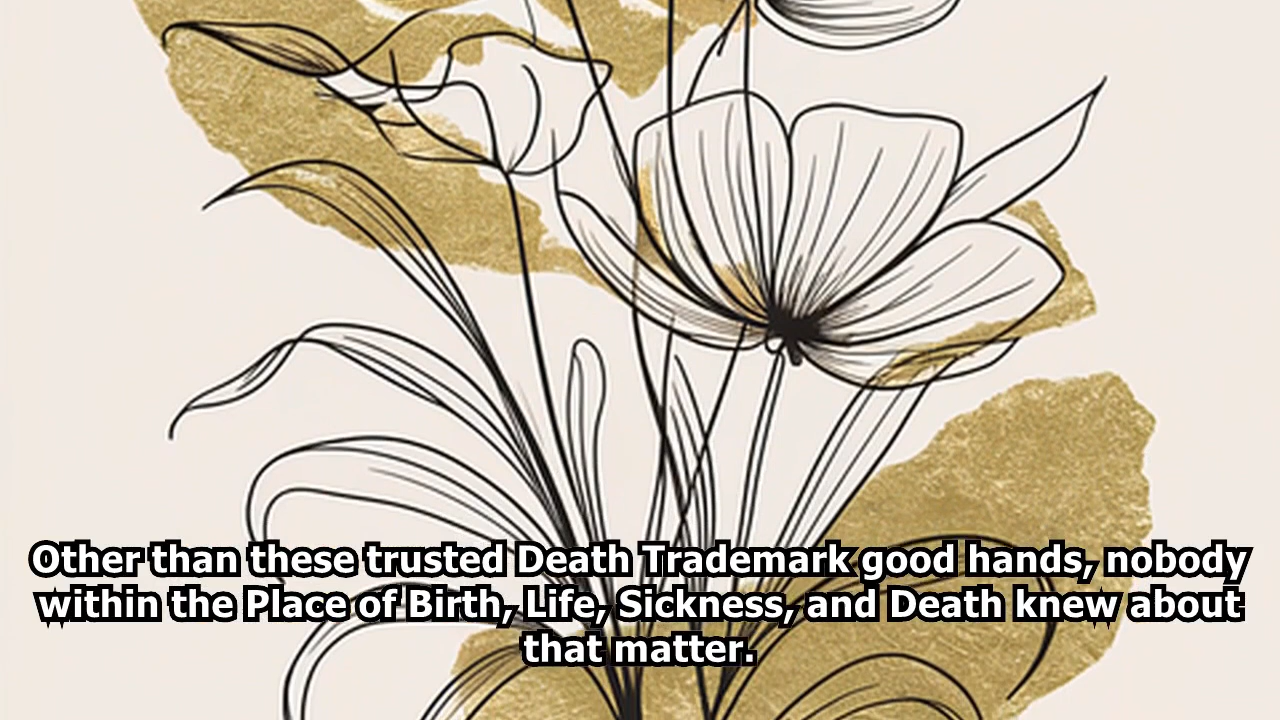 Other than these trusted Death Trademark good hands, nobody
within the Place of Birth, Life, Sickness, and Death knew about
that matter.